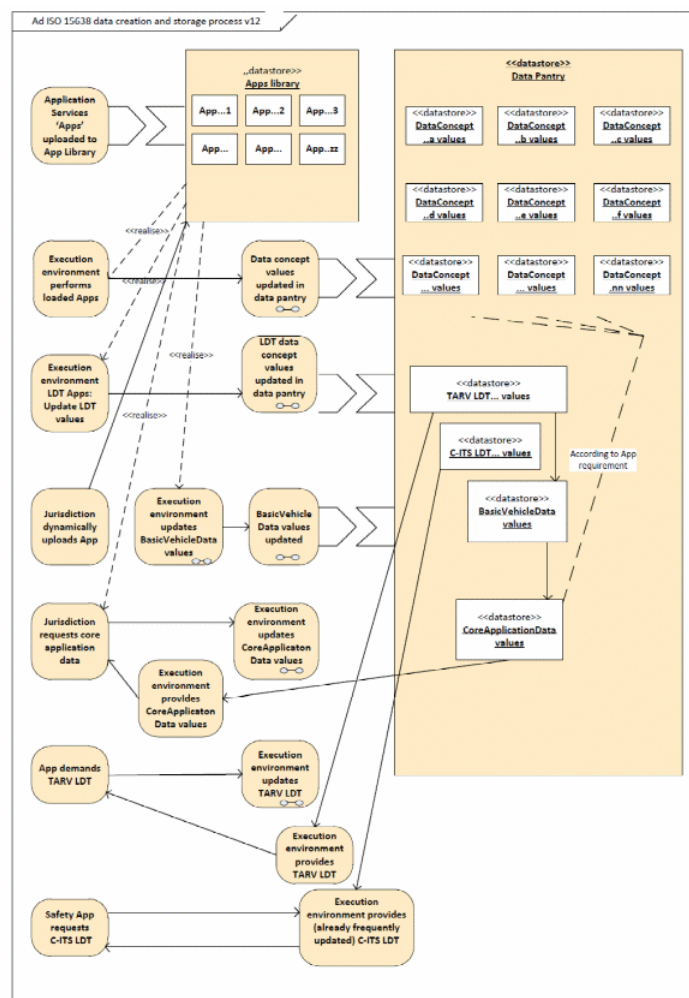 Ad ISO 15638 data creation and storage process v12
Application
Services
'Apps'
uploaded to
App Library
,,datastore>>
Apps library
App...1
App...2
App...3
App...
App...
App..zz
<<datastore>>
Data Pantry
<<datastore>>
DataConcept
..a values
<<datastore>>
DataConcept
..b values
<<datastore>>
DataConcept
..c values
<<datastore>>
DataConcept
..d values
<<datastore>>
DataConcept
..e values
<<datastore>>
DataConcept
..f values
<<datastore>>
DataConcept
... values
<<datastore>>
DataConcept
... values
<<datastore>>
DataConcept
.nn values
<<realise>>
<<realise>>
<<realise>>
<<realise>>
Execution
environment
performs
loaded Apps
Data concept
values
updated in
data pantry
Execution
environment
LDT Apps:
Update LDT
values
LDT data
concept
values
updated in
data pantry
<<datastore>>
TARV LDT... values
<<datastore>>
C-ITS LDT... values
According to App
requirement
Jurisdiction
dynamically
uploads App
Execution
environment
updates
BasicVehicleData
values
BasicVehicle
Data values
updated
<<datastore>>
BasicVehicleData
values
Jurisdiction
requests core
application
data
Execution
environment
updates
CoreApplicaton
Data values
<<datastore>>
CoreApplicationData
values
Execution
environment
provides
CoreApplicaton
Data values
App demands
TARV LDT
Execution
environment
updates
TARV LDT
Execution
environment
provides
TARV LDT
Safety App
requests
C-ITS LDT
Execution
environment provides
(already frequently
updated) C-ITS LDT